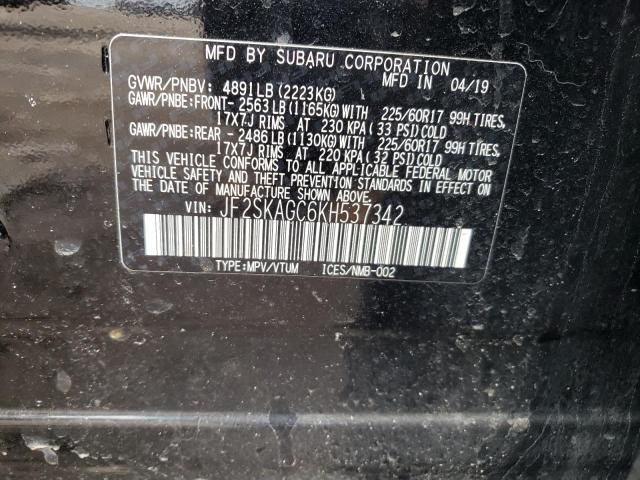 MFD BY SUBARU CORPORATION
GVWR/PNBV: 4891LB(2223KG) MFD IN 04/19
GAWR/PNBE:FRONT- 2563LB(1165KG)WITH 225/60R17 99H TIRES,
17X7J RIMS AT 230 KPA(33 PSI)COLD
GAWR/PNBE:REAR - 2486LB(1130KG)WITH 225/60R17 99H TIRES,
17X7J RIMS AT 220 KPA(32 PSI)COLD
THIS VEHICLE CONFORMS TO ALL APPLICABLE FEDERAL MOTOR
VEHICLE SAFETY AND THEFT PREVENTION STANDARDS IN EFFECT
ON THE DATE OF MANUFACTURE SHOWN ABOVE.
VIN: JF2SKAGC6KH537342
TYPE:MPV/VTUM ICES/NMB-002